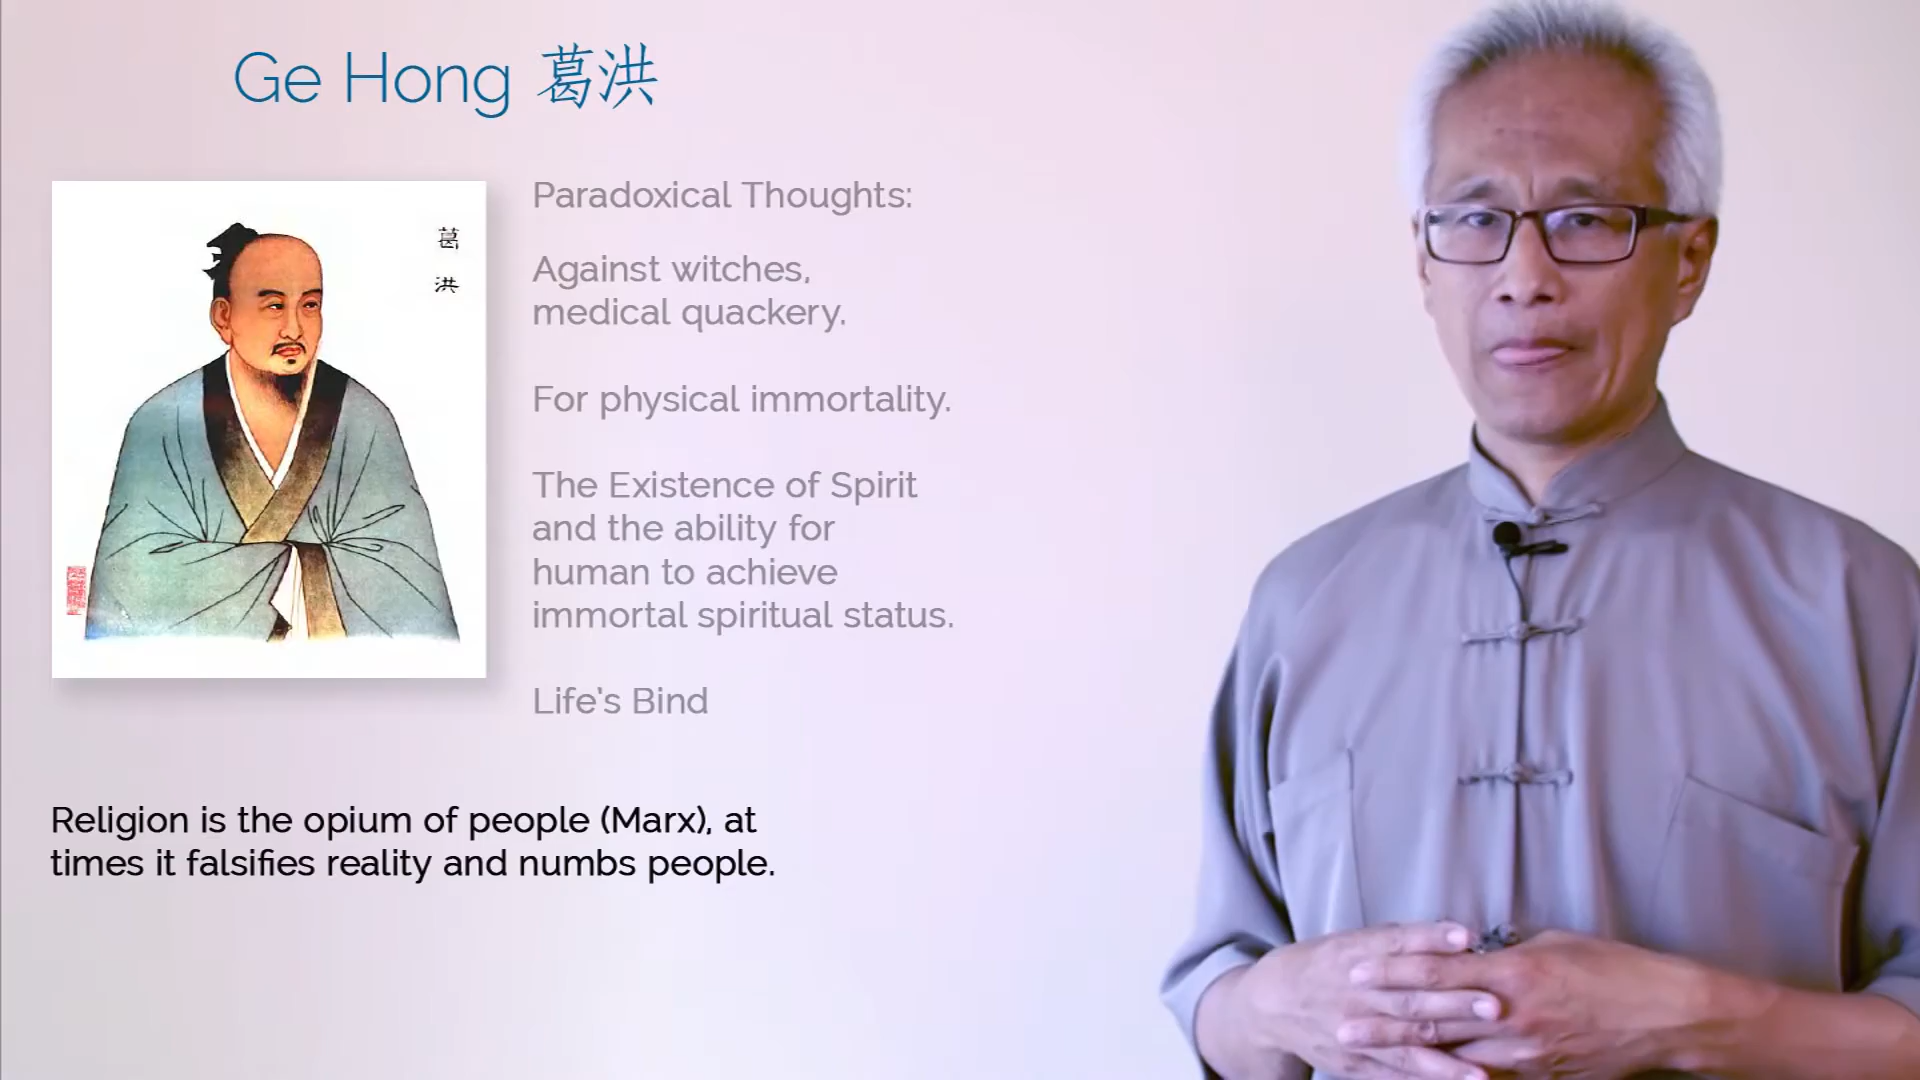 Ge Hong 葛洪
葛
洪
Paradoxical Thoughts:
Against witches,
medical quackery.
For physical immortality.
The Existence of Spirit
and the ability for
human to achieve
immortal spiritual status.
Life's Bind
Religion is the opium of people (Marx), at
times it falsifies reality and numbs people.